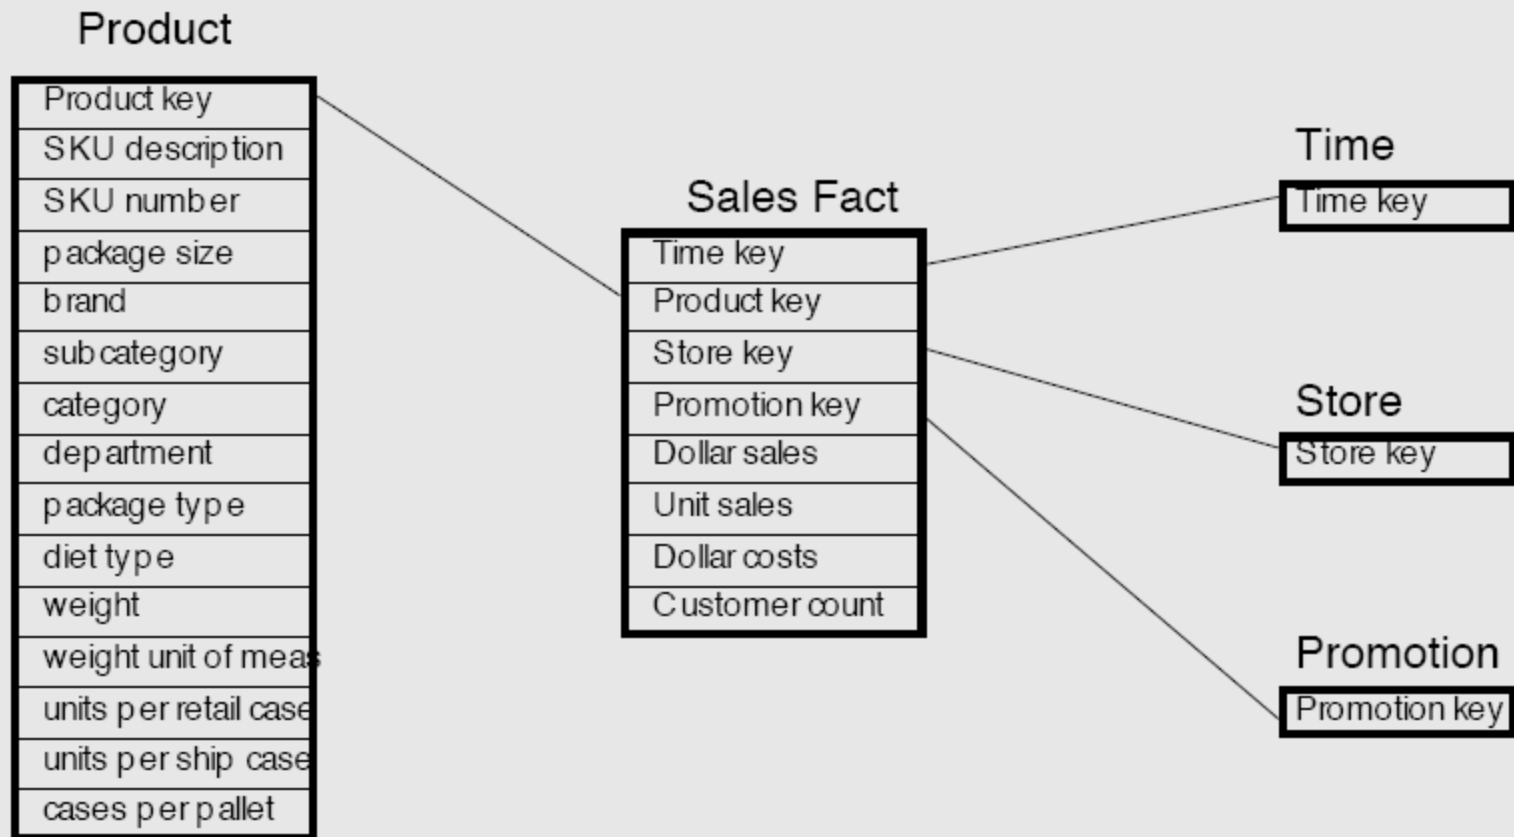 Product
Product key
SKU description
SKU number
package size
brand
subcategory
category
department
package type
diet type
weight
weight unit of meas
units per retail case
units per ship case
cases per pallet
Sales Fact
Time key
Product key
Store key
Promotion key
Dollar sales
Unit sales
Dollar costs
Customer count
Time
Time key
Store
Store key
Promotion
Promotion key